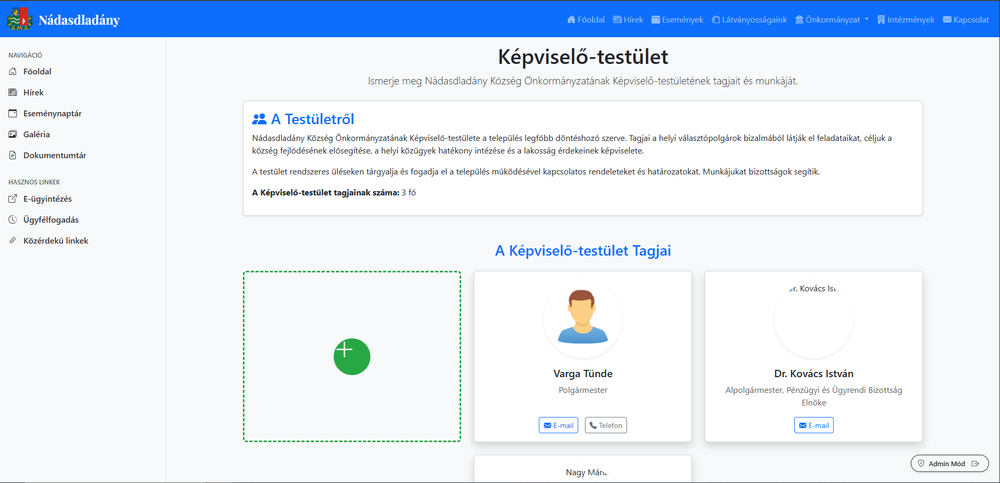 Nádasdladány
Főoldal Hírek Események Látványosságaink Önkormányzat Intézmények Kapcsolat
NAVIGÁCIÓ
Főoldal
Hírek
Eseménynaptár
Galéria
Dokumentumtár
HASZNOS LINKEK
E-ügyintézés
Ügyfélfogadás
Közérdekű linkek
Képviselő-testület
Ismerje meg Nádasdladány Község Önkormányzatának Képviselő-testületének tagjait és munkáját.
A Testületről
Nádasdladány Község Önkormányzatának Képviselő-testülete a település legfőbb döntéshozó szerve. Tagjai a helyi választópolgárok bizalmából látják el feladataikat, céljuk a
község fejlődésének elősegítése, a helyi közügyek hatékony intézése és a lakosság érdekeinek képviselete.
A testület rendszeres üléseken tárgyalja és fogadja el a település működésével kapcsolatos rendeleteket és határozatokat. Munkájukat bizottságok segítik.
A Képviselő-testület tagjainak száma: 3 fő
A Képviselő-testület Tagjai
Varga Tünde
Polgármester
E-mail Telefon
Kovács
Dr. Kovács István
Alpolgármester, Pénzügyi és Ügyrendi Bizottság
Elnöke
E-mail
Nagy
Admin Mód